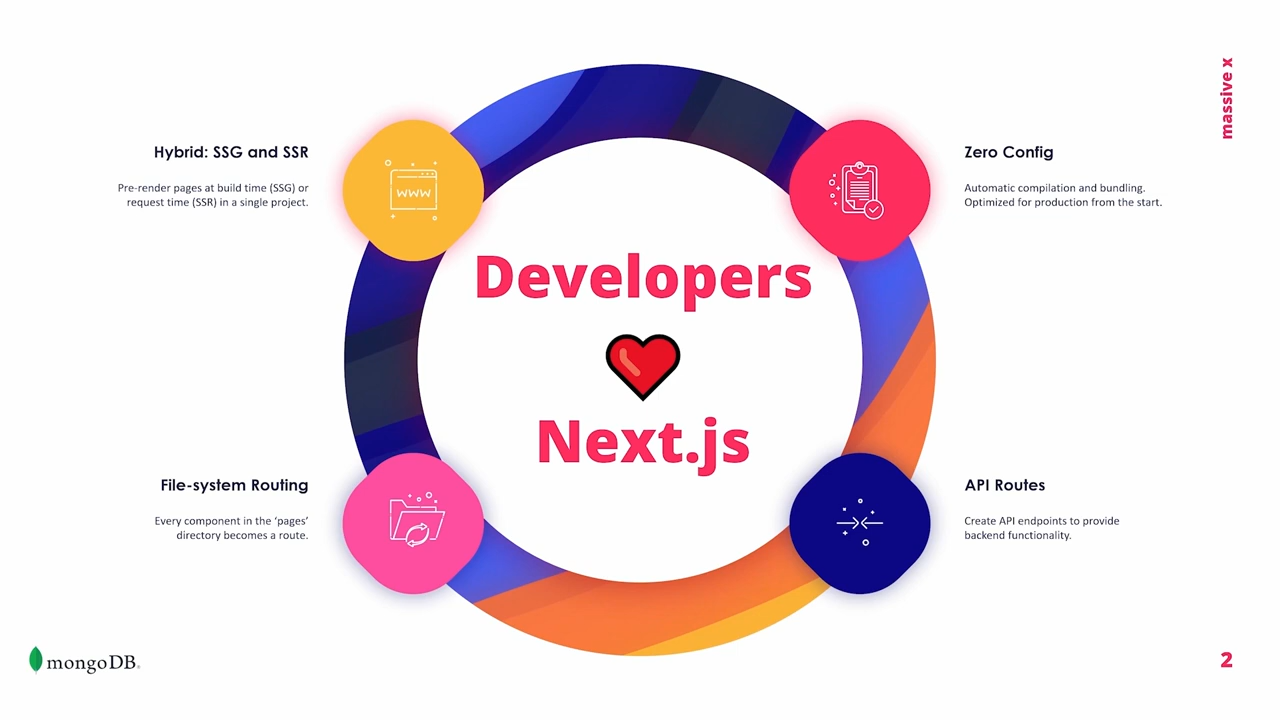 massive x
Hybrid: SSG and SSR
Pre-render pages at build time (SSG) or
request time (SSR) in a single project.
www
Zero Config
Automatic compilation and bundling.
Optimized for production from the start.
Developers
Next.js
File-system Routing
Every component in the ‘pages’
directory becomes a route.
API Routes
Create API endpoints to provide
backend functionality.
mongoDB®
2